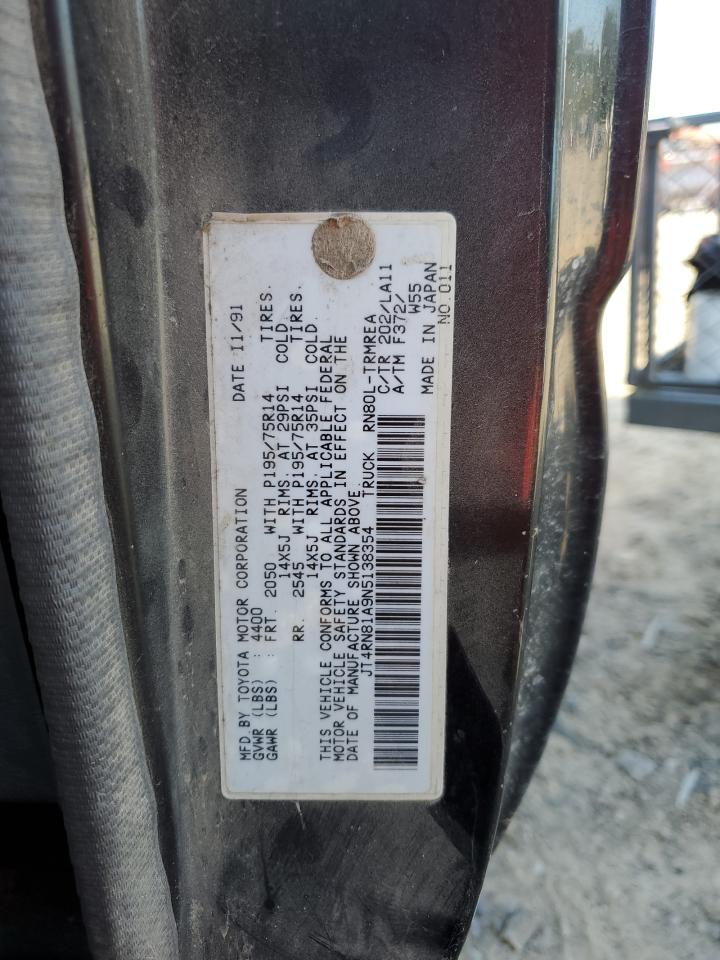 MFD. BY TOYOTA MOTOR CORPORATION DATE 11/91
GVWR (LBS) : 4400
GAWR (LBS) : FRT. 2050 WITH P195/75R14 TIRES.
14X5J RIMS. AT 29PSI COLD.
RR. 2545 WITH P195/75R14 TIRES.
14X5J RIMS. AT 35PSI COLD.
THIS VEHICLE CONFORMS TO ALL APPLICABLE FEDERAL
MOTOR VEHICLE SAFETY STANDARDS IN EFFECT ON THE
DATE OF MANUFACTURE SHOWN ABOVE.
JT4RN81A9N5138354 TRUCK RN80L-TRMREA
C/TR 202/LA11
A/TM F372/
W55
MADE IN JAPAN
NO.011